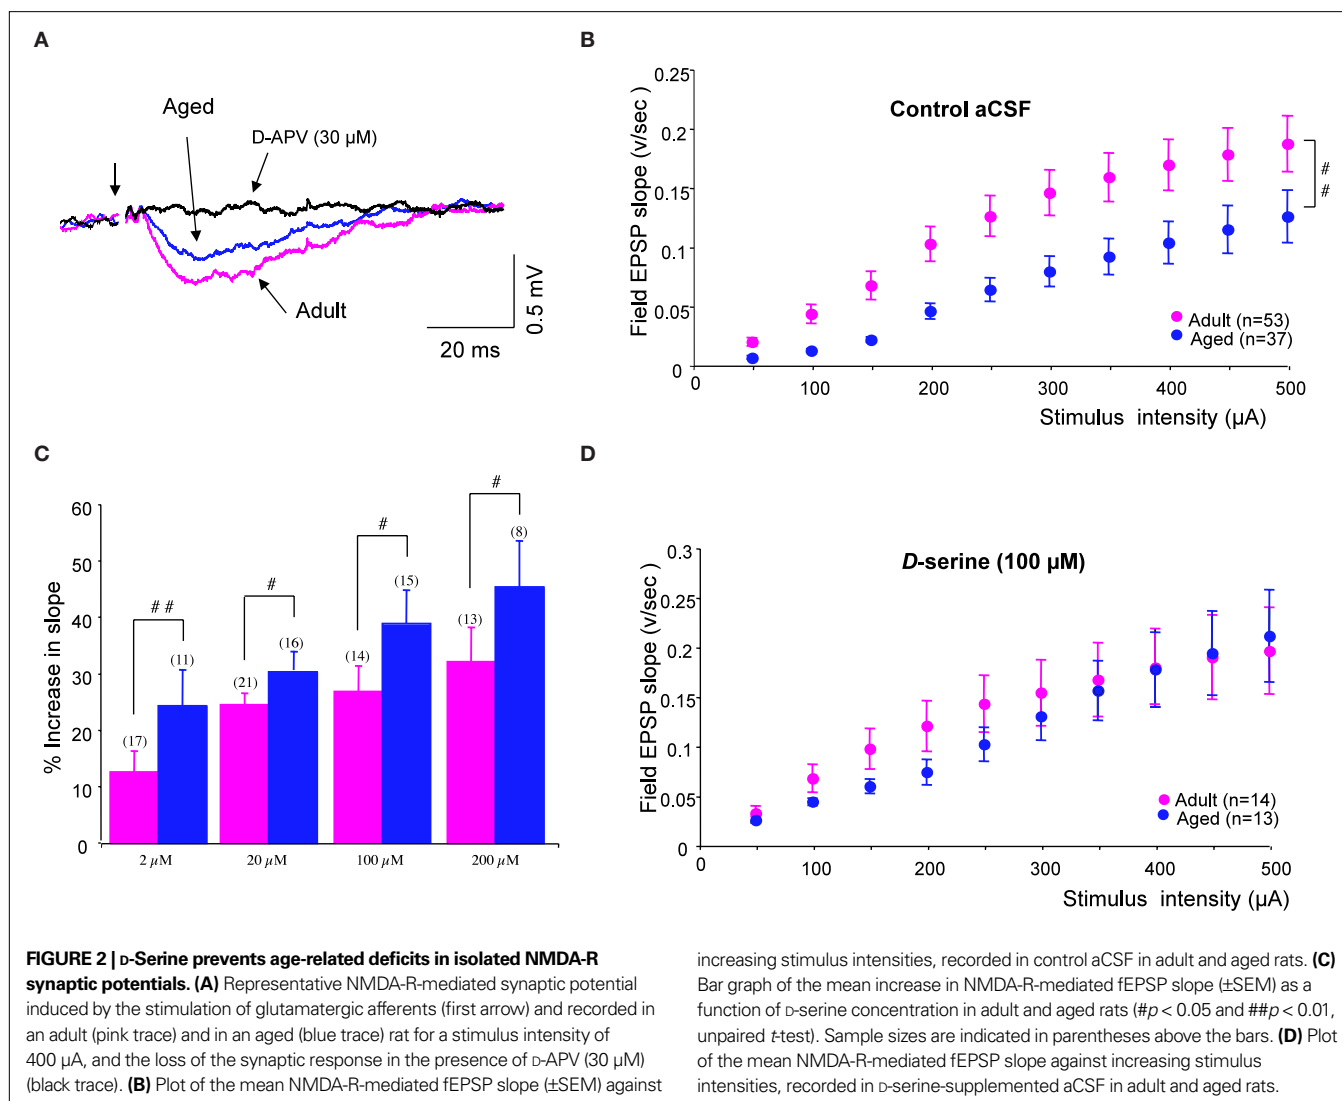 A
Aged
D-APV (30 µM)
Adult
0.5 mV
20 ms
B
Control aCSF
Field EPSP slope (v/sec)
0.25
0.2
0.15
0.1
0.05
0
0 100 200 300 400 500
Stimulus intensity (µA)
# #
Adult (n=53)
Aged (n=37)
C
% Increase in slope
60
50
40
30
20
10
0
# #
#
#
#
(17) (11) (21) (16) (14) (15) (13) (8)
2 µM 20 µM 100 µM 200 µM
D
D-serine (100 µM)
Field EPSP slope (v/sec)
0.3
0.25
0.2
0.15
0.1
0.05
0
0 100 200 300 400 500
Stimulus intensity (µA)
Adult (n=14)
Aged (n=13)
FIGURE 2 | D-Serine prevents age-related deficits in isolated NMDA-R
synaptic potentials. (A) Representative NMDA-R-mediated synaptic potential
induced by the stimulation of glutamatergic afferents (first arrow) and recorded in
an adult (pink trace) and in an aged (blue trace) rat for a stimulus intensity of
400 µA, and the loss of the synaptic response in the presence of D-APV (30 µM)
(black trace). (B) Plot of the mean NMDA-R-mediated fEPSP slope (±SEM) against
increasing stimulus intensities, recorded in control aCSF in adult and aged rats. (C)
Bar graph of the mean increase in NMDA-R-mediated fEPSP slope (±SEM) as a
function of D-serine concentration in adult and aged rats (#p < 0.05 and ##p < 0.01,
unpaired t-test). Sample sizes are indicated in parentheses above the bars. (D) Plot
of the mean NMDA-R-mediated fEPSP slope against increasing stimulus
intensities, recorded in D-serine-supplemented aCSF in adult and aged rats.